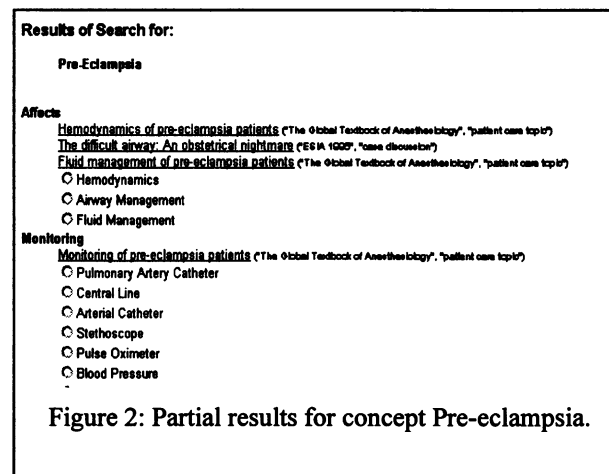 Results of Search for:
Pre-Eclampsia
Affects
Hemodynamics of pre-eclampsia patients ("The Global Textbook of Anesthesiology", "patient care topic")
The difficult airway: An obstetrical nightmare ("ESIA 1995", "case discussion")
Fluid management of pre-eclampsia patients ("The Global Textbook of Anesthesiology", "patient care topic")
Hemodynamics
Airway Management
Fluid Management
Monitoring
Monitoring of pre-eclampsia patients ("The Global Textbook of Anesthesiology", "patient care topic")
Pulmonary Artery Catheter
Central Line
Arterial Catheter
Stethoscope
Pulse Oximeter
Blood Pressure
Figure 2: Partial results for concept Pre-eclampsia.